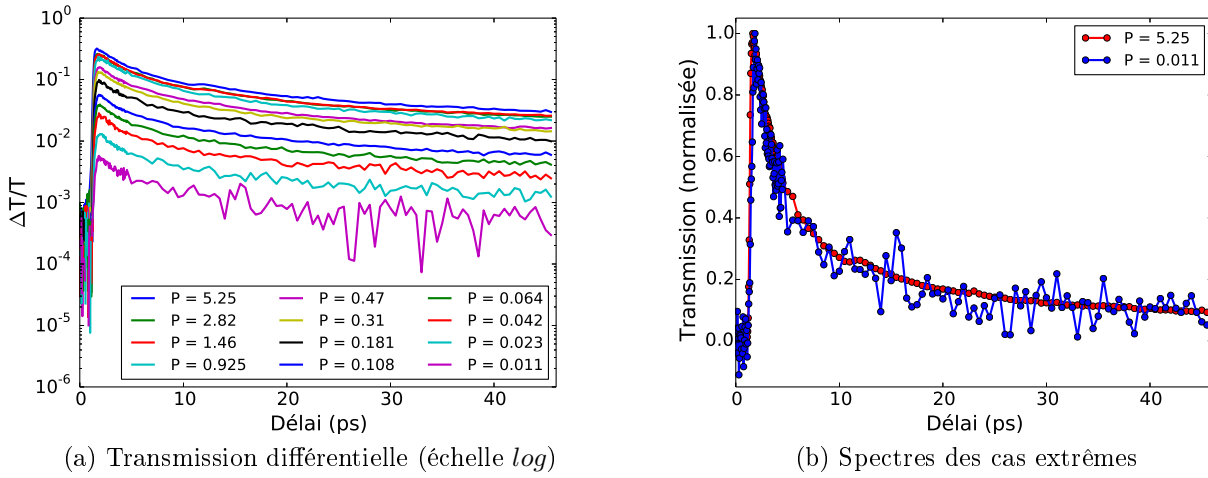 10^0
10^-1
10^-2
10^-3
10^-4
10^-5
10^-6
ΔT/T
P = 5.25 P = 0.47 P = 0.064
P = 2.82 P = 0.31 P = 0.042
P = 1.46 P = 0.181 P = 0.023
P = 0.925 P = 0.108 P = 0.011
0 10 20 30 40
Délai (ps)
(a) Transmission différentielle (échelle log)
P = 5.25
P = 0.011
1.0
0.8
0.6
0.4
0.2
0.0
Transmission (normalisée)
0 10 20 30 40
Délai (ps)
(b) Spectres des cas extrêmes